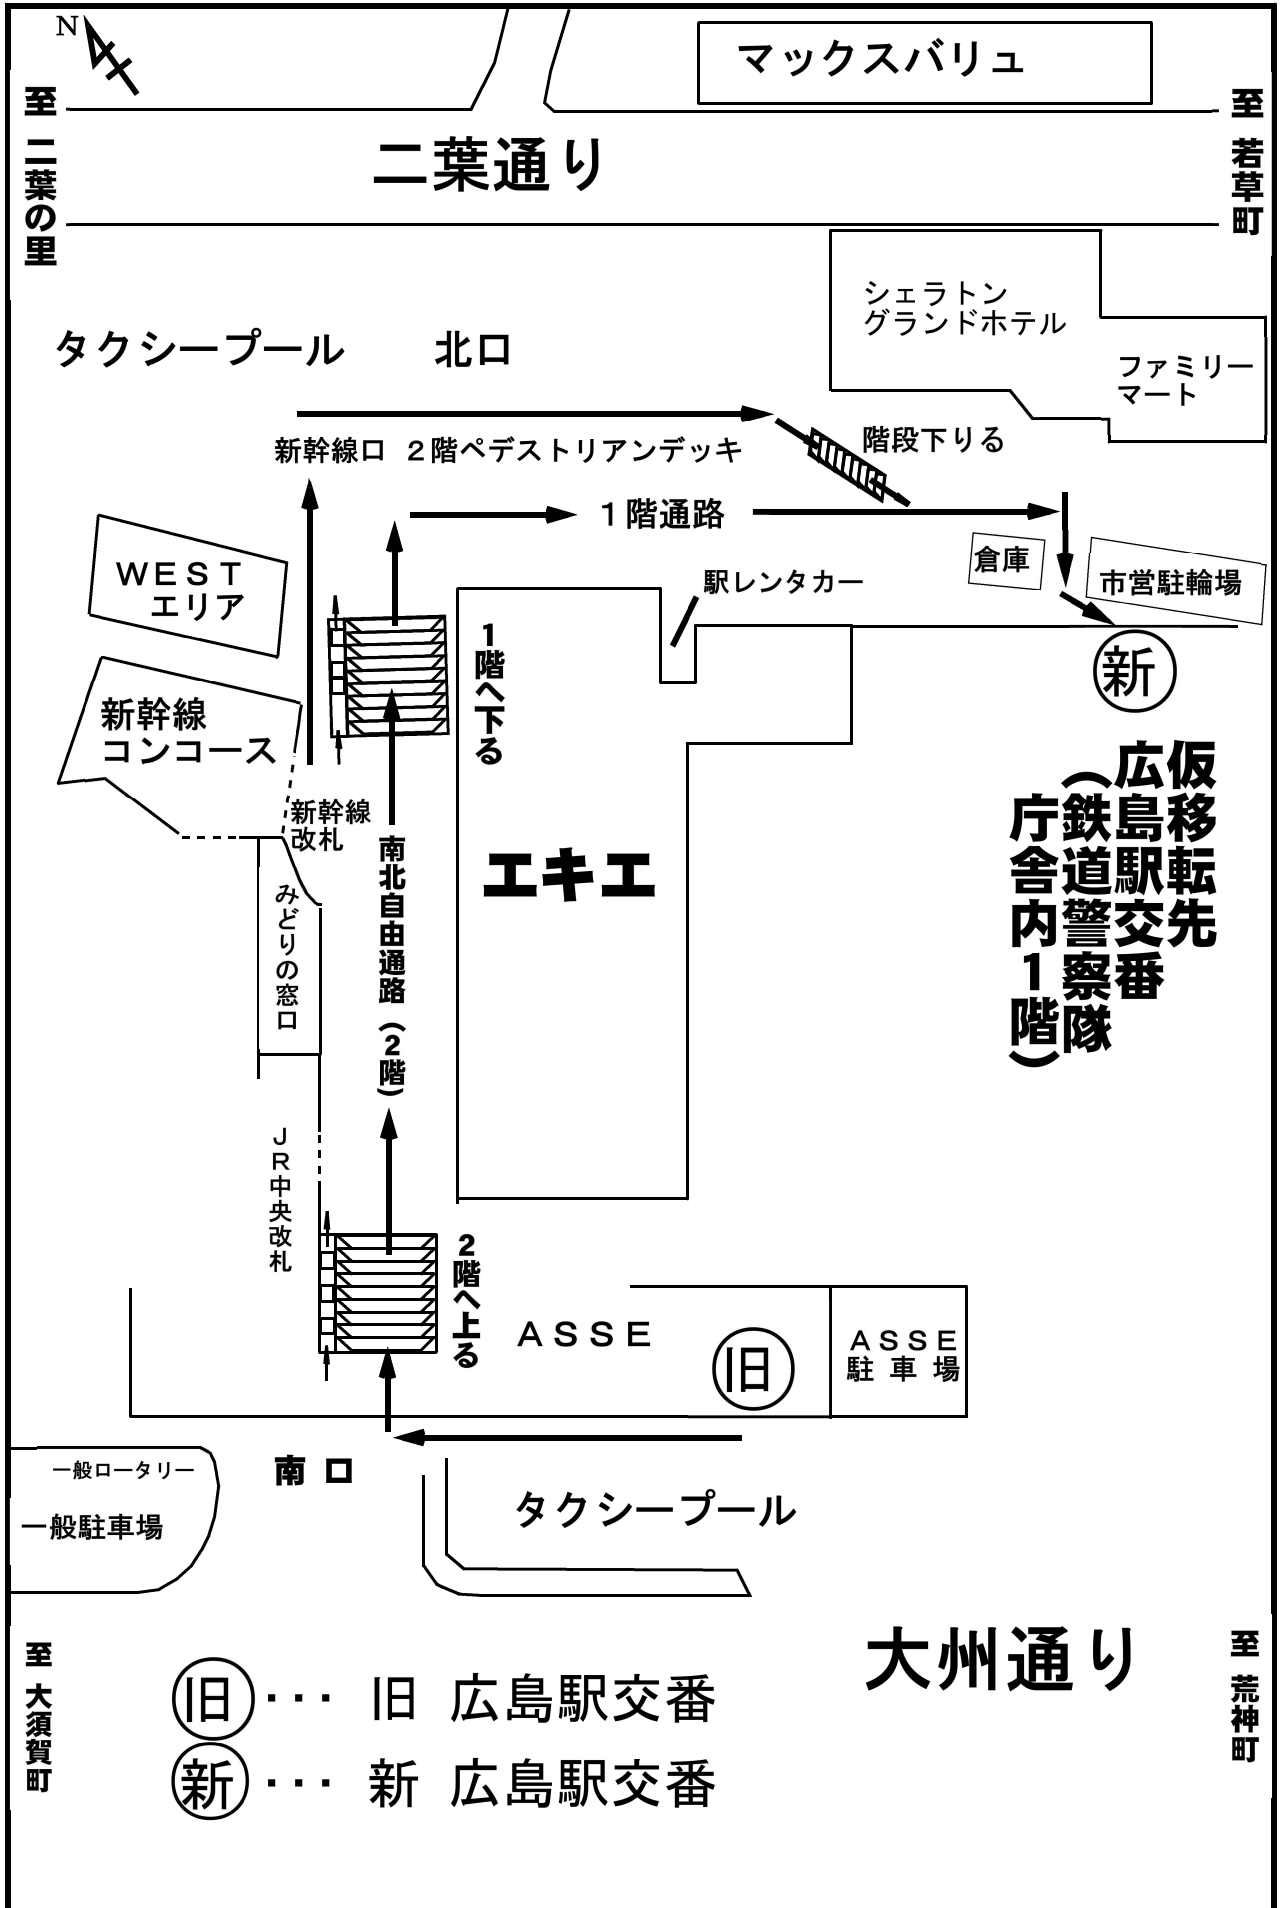 N
マックスバリュ
至 二葉の里
二葉通り
至 若草町
シェラトン
グランドホテル
ファミリー
マート
タクシープール
北口
新幹線口 2階ペデストリアンデッキ
階段下りる
1階通路
WEST
エリア
倉庫
市営駐輪場
駅レンタカー
1階へ下る
新
新幹線
コンコース
新幹線
改札
エキエ
仮移転先
広島駅交番
(鉄道警察隊
庁舎内1階)
南北自由通路(2階)
みどりの窓口
JR中央改札
2階へ上る
ASSE
旧
ASSE
駐車場
南口
一般ロータリー
一般駐車場
タクシープール
大州通り
至 大須賀町
至 荒神町
旧・・・ 旧 広島駅交番
新・・・ 新 広島駅交番